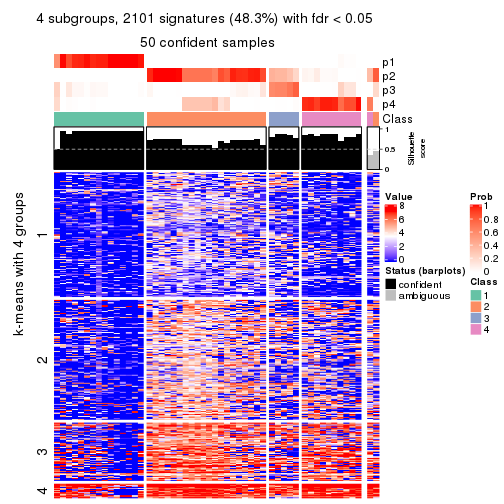 4 subgroups, 2101 signatures (48.3%) with fdr < 0.05
50 confident samples
p1
p2
p3
p4
Class
1
0.5
0
Silhouette
score
k-means with 4 groups
1
2
3
4
Value
8
6
4
2
0
Status (barplots)
confident
ambiguous
Prob
1
0.8
0.6
0.4
0.2
0
Class
1
2
3
4